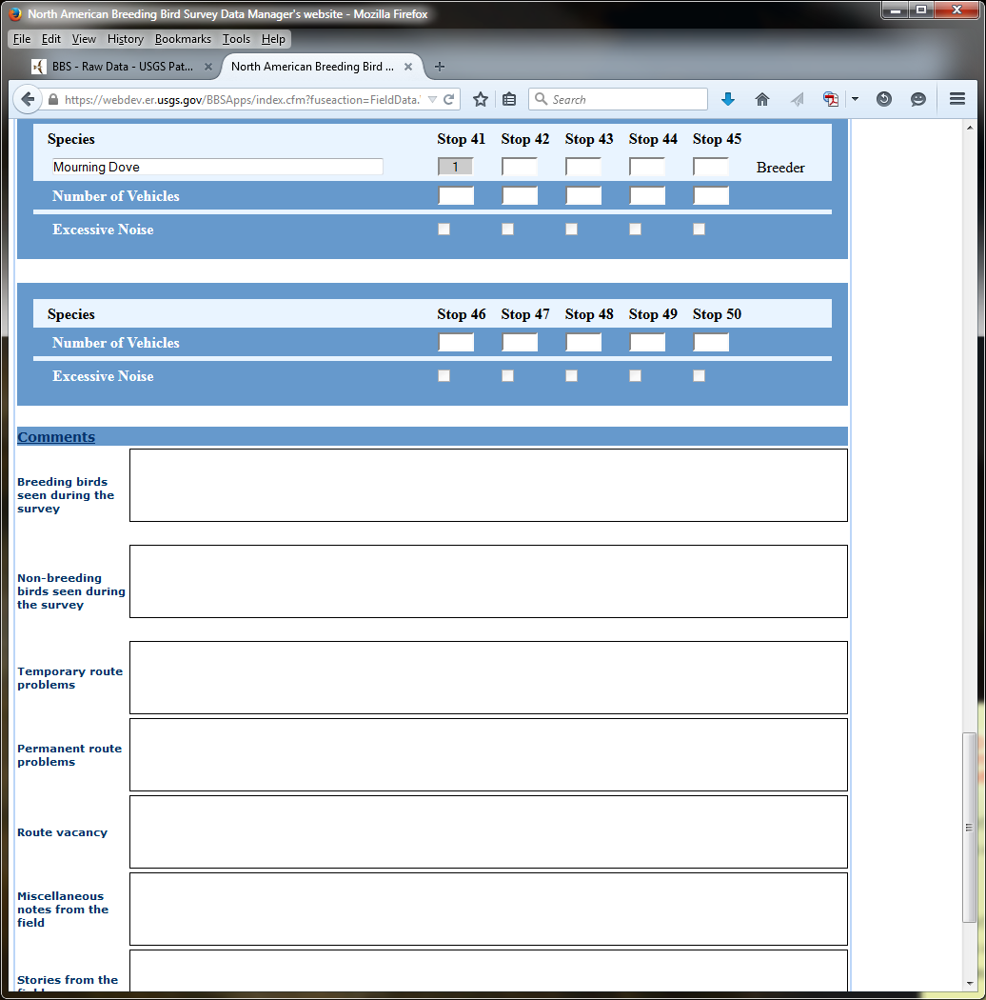 North American Breeding Bird Survey Data Manager's website - Mozilla Firefox
File Edit View History Bookmarks Tools Help
BBS - Raw Data - USGS Pat...
North American Breeding Bird ...
https://webdev.er.usgs.gov/BBSApps/index.cfm?fuseaction=FieldData.
Search
Species Stop 41 Stop 42 Stop 43 Stop 44 Stop 45
Mourning Dove 1 Breeder
Number of Vehicles
Excessive Noise
Species Stop 46 Stop 47 Stop 48 Stop 49 Stop 50
Number of Vehicles
Excessive Noise
Comments
Breeding birds
seen during the
survey
Non-breeding
birds seen during
the survey
Temporary route
problems
Permanent route
problems
Route vacancy
Miscellaneous
notes from the
field
Stories from the